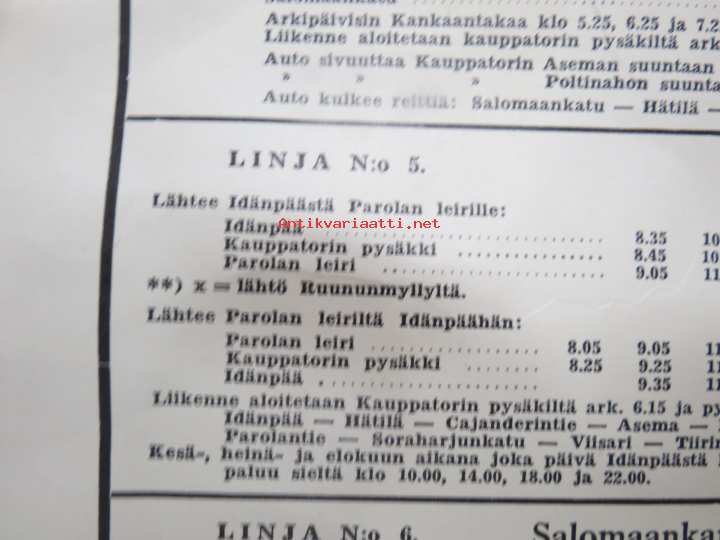 Arkipäivisin Kankaantakaa klo 5.25, 6.25 ja 7.2
Liikenne aloitetaan kauppatorin pysäkiltä ark
Auto sivuuttaa Kauppatorin Aseman suuntaan
» » » Poltinahon suunta
Auto kulkee reittiä: Salomaankatu — Hätilä —
LINJA N:o 5.
Lähtee Idänpäästä Parolan leirille:
Antikvariaatti.net
Idänpää .............................. 8.35 10
Kauppatorin pysäkki ................ 8.45 10
Parolan leiri ........................ 9.05 11
**) x = lähtö Ruununmyllyltä.
Lähtee Parolan leiriltä Idänpäähän:
Parolan leiri .................. 8.05 9.05 11
Kauppatorin pysäkki ........ 8.25 9.25 11
Idänpää ........................ 9.35 11
Liikenne aloitetaan Kauppatorin pysäkiltä ark. 6.15 ja py
Idänpää — Hätilä — Cajanderintie — Asema —
Parolantie — Soraharjunkatu — Viisari — Tiirin
Kesä-, heinä- ja elokuun aikana joka päivä Idänpäästä
paluu sieltä klo 10.00, 14.00, 18.00 ja 22.00.
LINJA N:o 6. Salomaanka